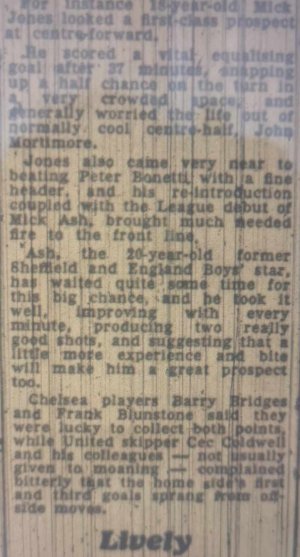 For instance 18-year-old Mick
Jones looked a first-class prospect
at centre-forward.
He scored a vital equalising
goal after 37 minutes, snapping
up a half chance on the turn in
a very crowded space, and
generally worried the life out of
normally cool centre-half, John
Mortimore.
Jones also came very near to
beating Peter Bonetti with a fine
header, and his re-introduction
coupled with the League debut of
Mick Ash, brought much needed
fire to the front line.
Ash, the 20-year-old former
Sheffield and England Boys' star,
has waited quite some time for
this big chance, and he took it
well, improving with every
minute, producing two really
good shots, and suggesting that a
little more experience and bite
will make him a great prospect
too.
Chelsea players Barry Bridges
and Frank Blunstone said they
were lucky to collect both points,
while United skipper Cec Coldwell
and his colleagues — not usually
given to moaning — complained
bitterly that the home side's first
and third goals sprang from off-
side moves.
Lively